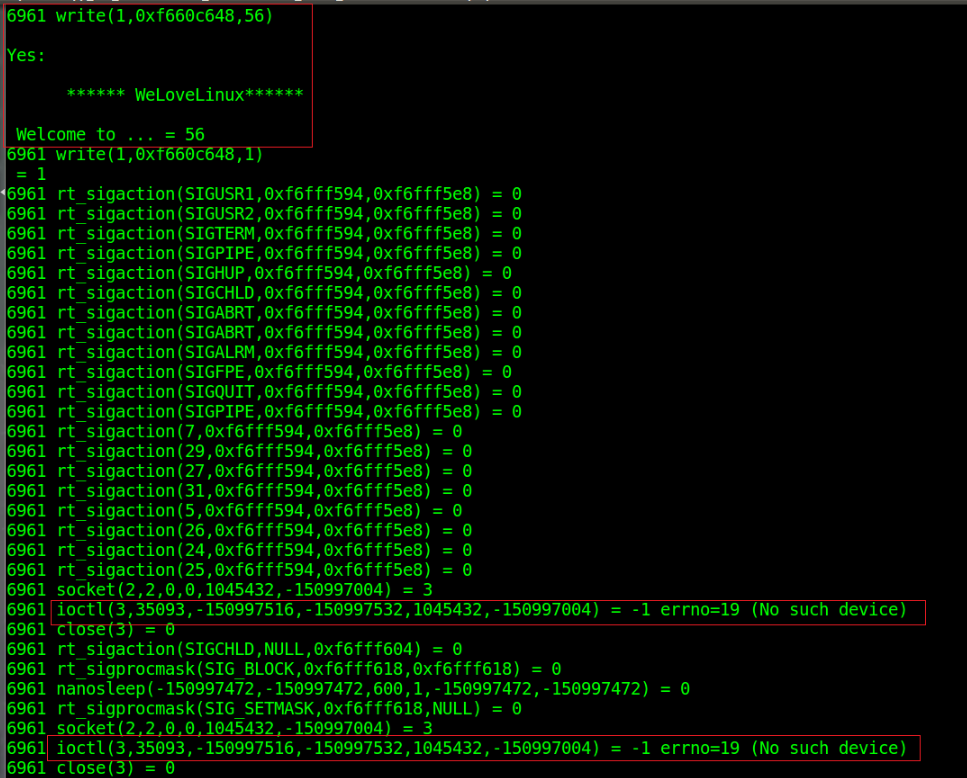 6961 write(1,0xf660c648,56)
Yes:
****** WeLoveLinux******
Welcome to ... = 56
6961 write(1,0xf660c648,1)
= 1
6961 rt_sigaction(SIGUSR1,0xf6fff594,0xf6fff5e8) = 0
6961 rt_sigaction(SIGUSR2,0xf6fff594,0xf6fff5e8) = 0
6961 rt_sigaction(SIGTERM,0xf6fff594,0xf6fff5e8) = 0
6961 rt_sigaction(SIGPIPE,0xf6fff594,0xf6fff5e8) = 0
6961 rt_sigaction(SIGHUP,0xf6fff594,0xf6fff5e8) = 0
6961 rt_sigaction(SIGCHLD,0xf6fff594,0xf6fff5e8) = 0
6961 rt_sigaction(SIGABRT,0xf6fff594,0xf6fff5e8) = 0
6961 rt_sigaction(SIGABRT,0xf6fff594,0xf6fff5e8) = 0
6961 rt_sigaction(SIGALRM,0xf6fff594,0xf6fff5e8) = 0
6961 rt_sigaction(SIGFPE,0xf6fff594,0xf6fff5e8) = 0
6961 rt_sigaction(SIGQUIT,0xf6fff594,0xf6fff5e8) = 0
6961 rt_sigaction(SIGPIPE,0xf6fff594,0xf6fff5e8) = 0
6961 rt_sigaction(7,0xf6fff594,0xf6fff5e8) = 0
6961 rt_sigaction(29,0xf6fff594,0xf6fff5e8) = 0
6961 rt_sigaction(27,0xf6fff594,0xf6fff5e8) = 0
6961 rt_sigaction(31,0xf6fff594,0xf6fff5e8) = 0
6961 rt_sigaction(5,0xf6fff594,0xf6fff5e8) = 0
6961 rt_sigaction(26,0xf6fff594,0xf6fff5e8) = 0
6961 rt_sigaction(24,0xf6fff594,0xf6fff5e8) = 0
6961 rt_sigaction(25,0xf6fff594,0xf6fff5e8) = 0
6961 socket(2,2,0,0,1045432,-150997004) = 3
6961 ioctl(3,35093,-150997516,-150997532,1045432,-150997004) = -1 errno=19 (No such device)
6961 close(3) = 0
6961 rt_sigaction(SIGCHLD,NULL,0xf6fff604) = 0
6961 rt_sigprocmask(SIG_BLOCK,0xf6fff618,0xf6fff618) = 0
6961 nanosleep(-150997472,-150997472,600,1,-150997472,-150997472) = 0
6961 rt_sigprocmask(SIG_SETMASK,0xf6fff618,NULL) = 0
6961 socket(2,2,0,0,1045432,-150997004) = 3
6961 ioctl(3,35093,-150997516,-150997532,1045432,-150997004) = -1 errno=19 (No such device)
6961 close(3) = 0